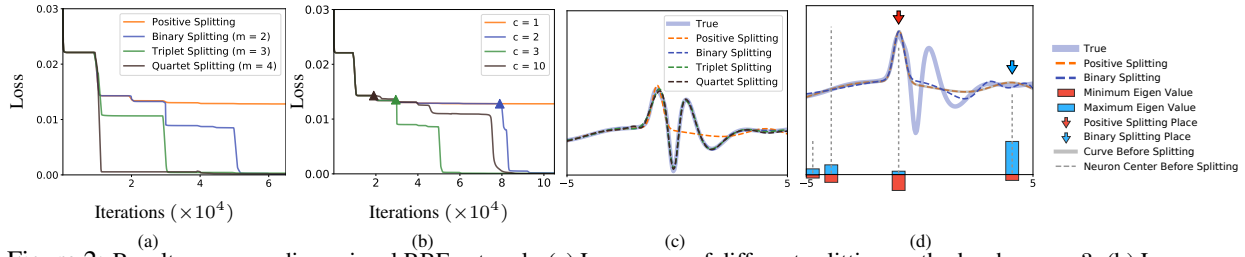 0.03
0.02
0.01
0.00
Loss
2
4
6
Iterations (×10⁴)
Positive Splitting
Binary Splitting (m = 2)
Triplet Splitting (m = 3)
Quartet Splitting (m = 4)
(a)
0.03
0.02
0.01
0.00
Loss
2
4
6
8
10
Iterations (×10⁴)
c = 1
c = 2
c = 3
c = 10
(b)
True
Positive Splitting
Binary Splitting
Triplet Splitting
Quartet Splitting
−5
5
(c)
−5
5
(d)
True
Positive Splitting
Binary Splitting
Minimum Eigen Value
Maximum Eigen Value
Positive Splitting Place
Binary Splitting Place
Curve Before Splitting
Neuron Center Before Splitting